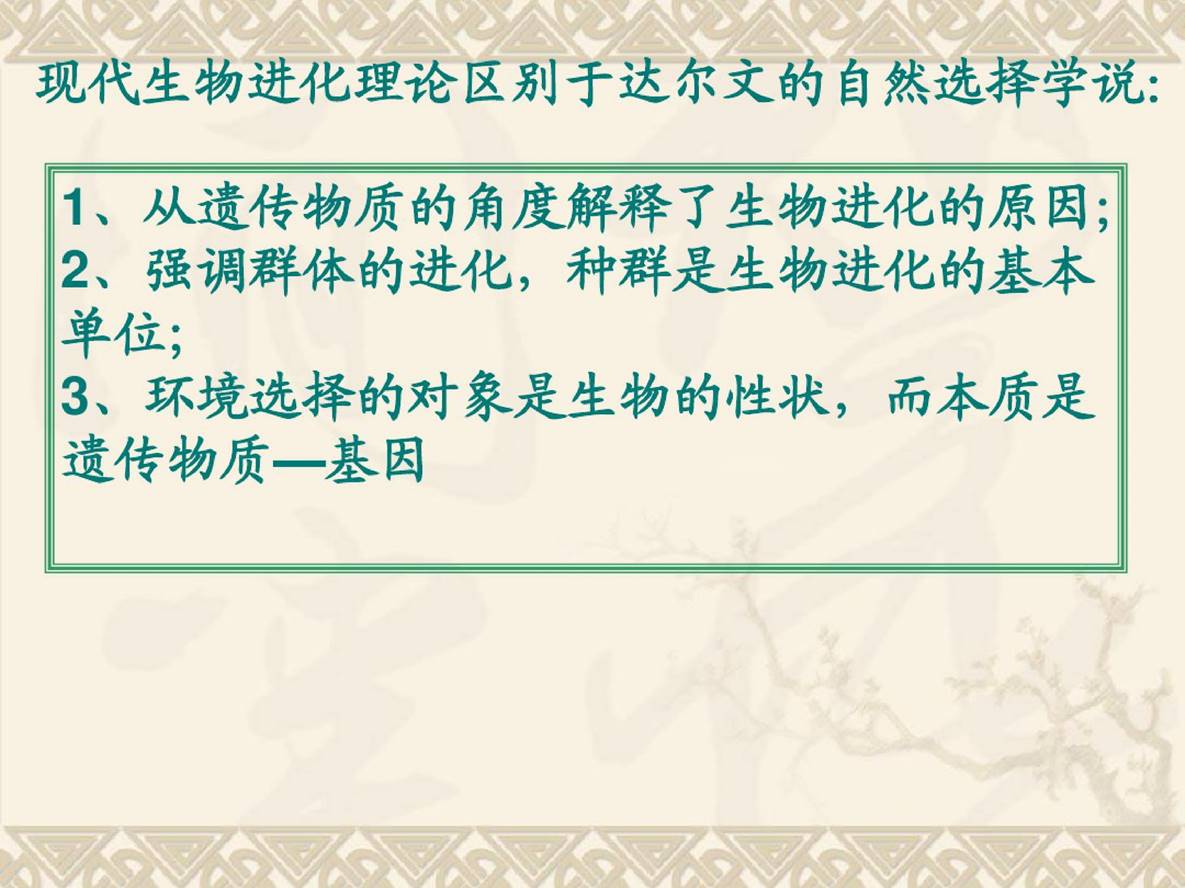 现代生物进化理论区别于达尔文的自然选择学说:
1、从遗传物质的角度解释了生物进化的原因;
2、强调群体的进化，种群是生物进化的基本
单位;
3、环境选择的对象是生物的性状，而本质是
遗传物质—基因